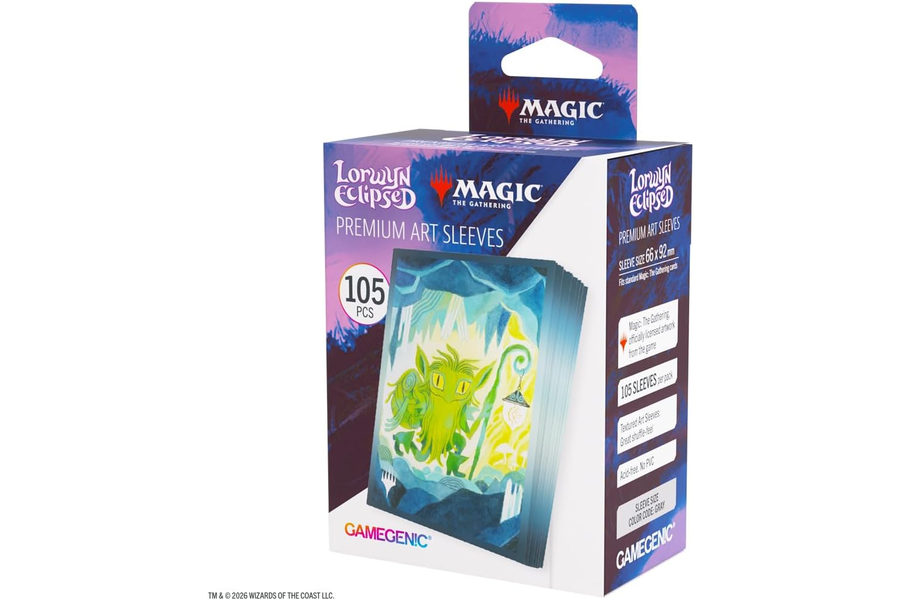 MAGIC
THE GATHERING
LORWYN
ECLIPSED
MAGIC
THE GATHERING
PREMIUM ART SLEEVES
105
PCS
GAMEGENIC®
LORWYN
ECLIPSED
PREMIUM ART SLEEVES
SLEEVE SIZE 66 x 92 mm
Fits standard Magic: The Gathering cards
Magic: The Gathering,
officially licensed artwork
from the game
105 SLEEVES per pack
Textured Art Sleeves:
Great shuffle-feel
Acid-free, No PVC
SLEEVE SIZE
COLOR CODE: GRAY
GAMEGENIC®
TM & © 2026 WIZARDS OF THE COAST LLC.